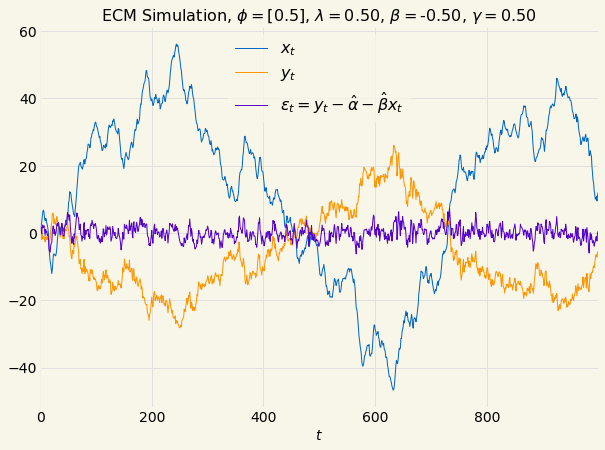 ECM Simulation, ϕ = [0.5], λ = 0.50, β = -0.50, γ = 0.50
x_t
y_t
ε_t = y_t − α̂ − β̂x_t
60
40
20
0
−20
−40
0 200 400 600 800
t